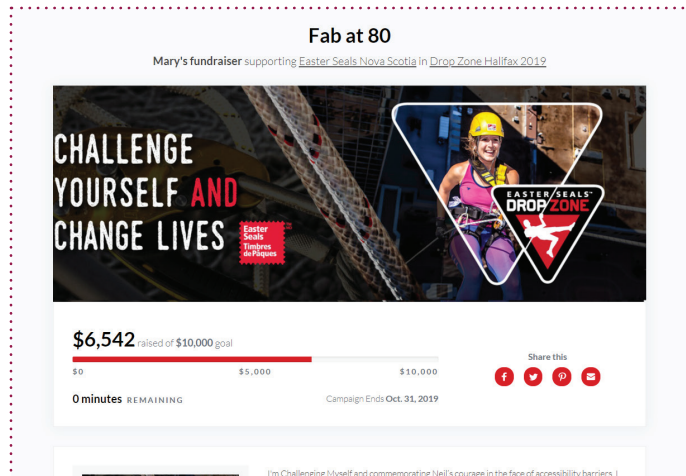 Fab at 80
Mary's fundraiser supporting Easter Seals Nova Scotia in Drop Zone Halifax 2019
CHALLENGE
YOURSELF AND
CHANGE LIVES
Easter
Seals
Timbres
de Pâques
EASTER SEALS™
DROP ZONE
$6,542 raised of $10,000 goal
$0 $5,000 $10,000
Share this
0 minutes REMAINING
Campaign Ends Oct. 31, 2019
I'm Challenging Myself and commemorating Neil's courage in the face of accessibility barriers. I